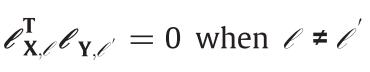 ℓ^T_{X,ℓ} ℓ_{Y,ℓ′} = 0 when ℓ ≠ ℓ′